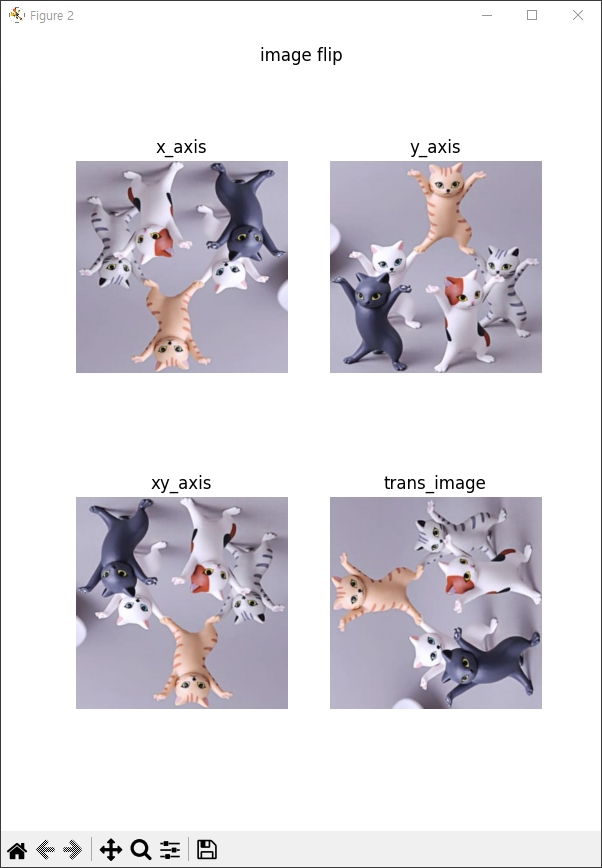 Figure 2
image flip
x_axis
y_axis
xy_axis
trans_image